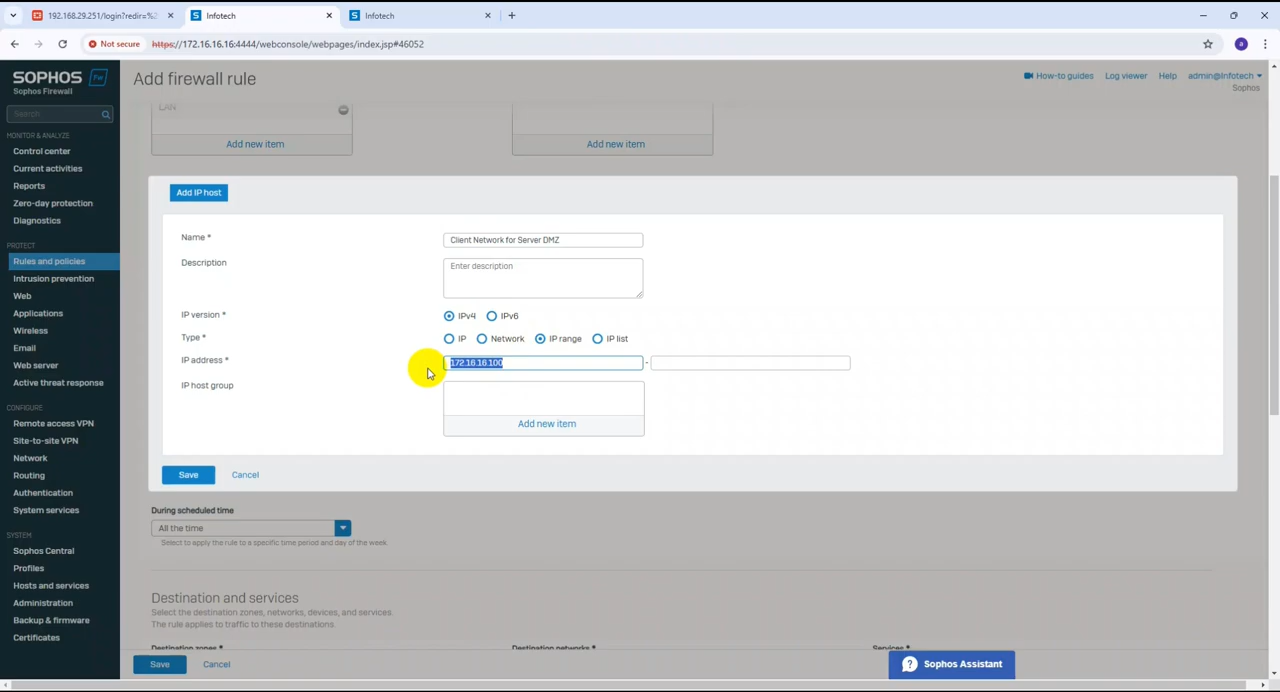 192.168.29.251/login?redir=%2
Infotech
Infotech
Not secure
https://172.16.16.16:4444/webconsole/webpages/index.jsp#46052
a
SOPHOS Fw
Sophos Firewall
Search
MONITOR & ANALYZE
Control center
Current activities
Reports
Zero-day protection
Diagnostics
PROTECT
Rules and policies
Intrusion prevention
Web
Applications
Wireless
Email
Web server
Active threat response
CONFIGURE
Remote access VPN
Site-to-site VPN
Network
Routing
Authentication
System services
SYSTEM
Sophos Central
Profiles
Hosts and services
Administration
Backup & firmware
Certificates
Add firewall rule
How-to guides Log viewer Help admin@Infotech
Sophos
LAN
Add new item Add new item
Add IP host
Name * Client Network for Server DMZ
Description Enter description
IP version * IPv4 IPv6
Type * IP Network IP range IP list
IP address * 172.16.16.100 -
IP host group
Add new item
Save Cancel
During scheduled time
All the time
Select to apply the rule to a specific time period and day of the week.
Destination and services
Select the destination zones, networks, devices, and services.
The rule applies to traffic to these destinations.
Destination zones * Destination networks * Services *
Save Cancel
? Sophos Assistant